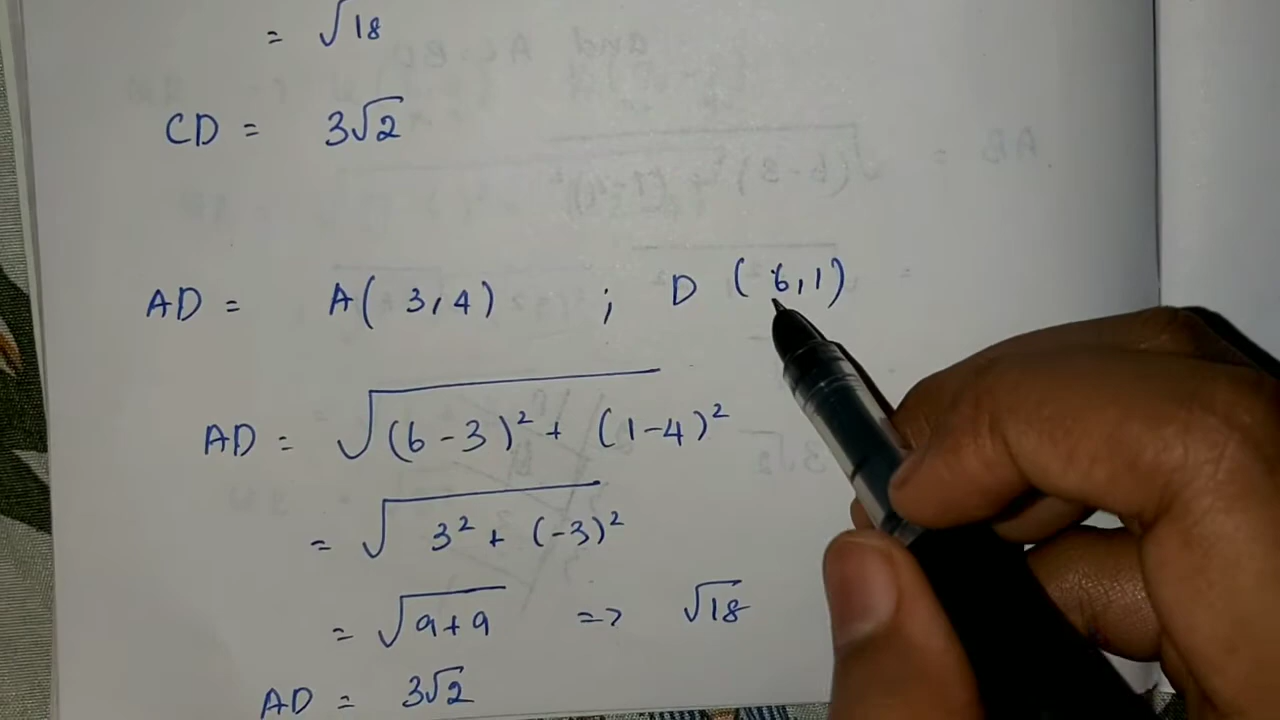 = √18
CD = 3√2
AD = A( 3,4) ; D ( 6,1)
AD = √(6-3)² + (1-4)²
= √3² + (-3)²
= √9+9 => √18
AD = 3√2